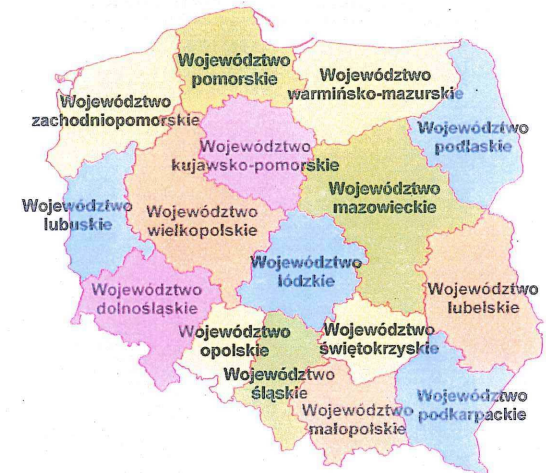 Województwo
pomorskie
Województwo
warmińsko-mazurskie
Województwo
zachodniopomorskie
Województwo
podlaskie
Województwo
kujawsko-pomorskie
Województwo
mazowieckie
Województwo
lubuskie
Województwo
wielkopolskie
Województwo
łódzkie
Województwo
dolnośląskie
Województwo
lubelskie
Województwo
opolskie
Województwo
świętokrzyskie
Województwo
śląskie
Województwo
podkarpackie
Województwo
małopolskie